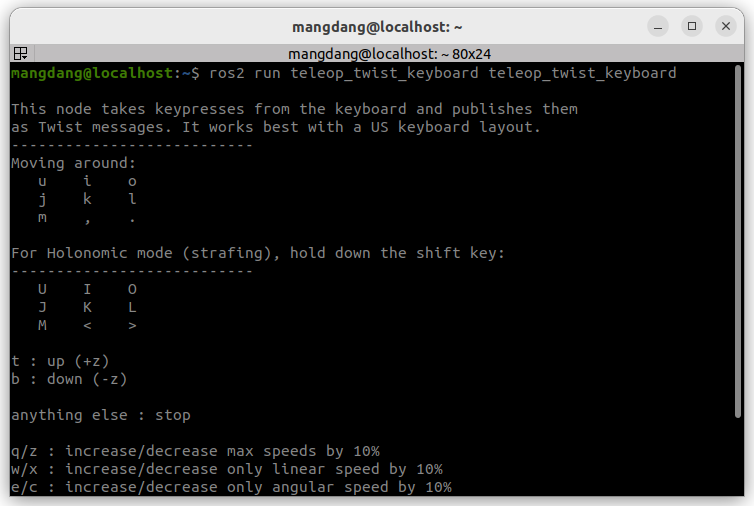 mangdang@localhost: ~
mangdang@localhost: ~ 80x24
mangdang@localhost:~$ ros2 run teleop_twist_keyboard teleop_twist_keyboard
This node takes keypresses from the keyboard and publishes them
as Twist messages. It works best with a US keyboard layout.
---------------------------
Moving around:
   u    i    o
   j    k    l
   m    ,    .
For Holonomic mode (strafing), hold down the shift key:
---------------------------
   U    I    O
   J    K    L
   M    <    >
t : up (+z)
b : down (-z)
anything else : stop
q/z : increase/decrease max speeds by 10%
w/x : increase/decrease only linear speed by 10%
e/c : increase/decrease only angular speed by 10%